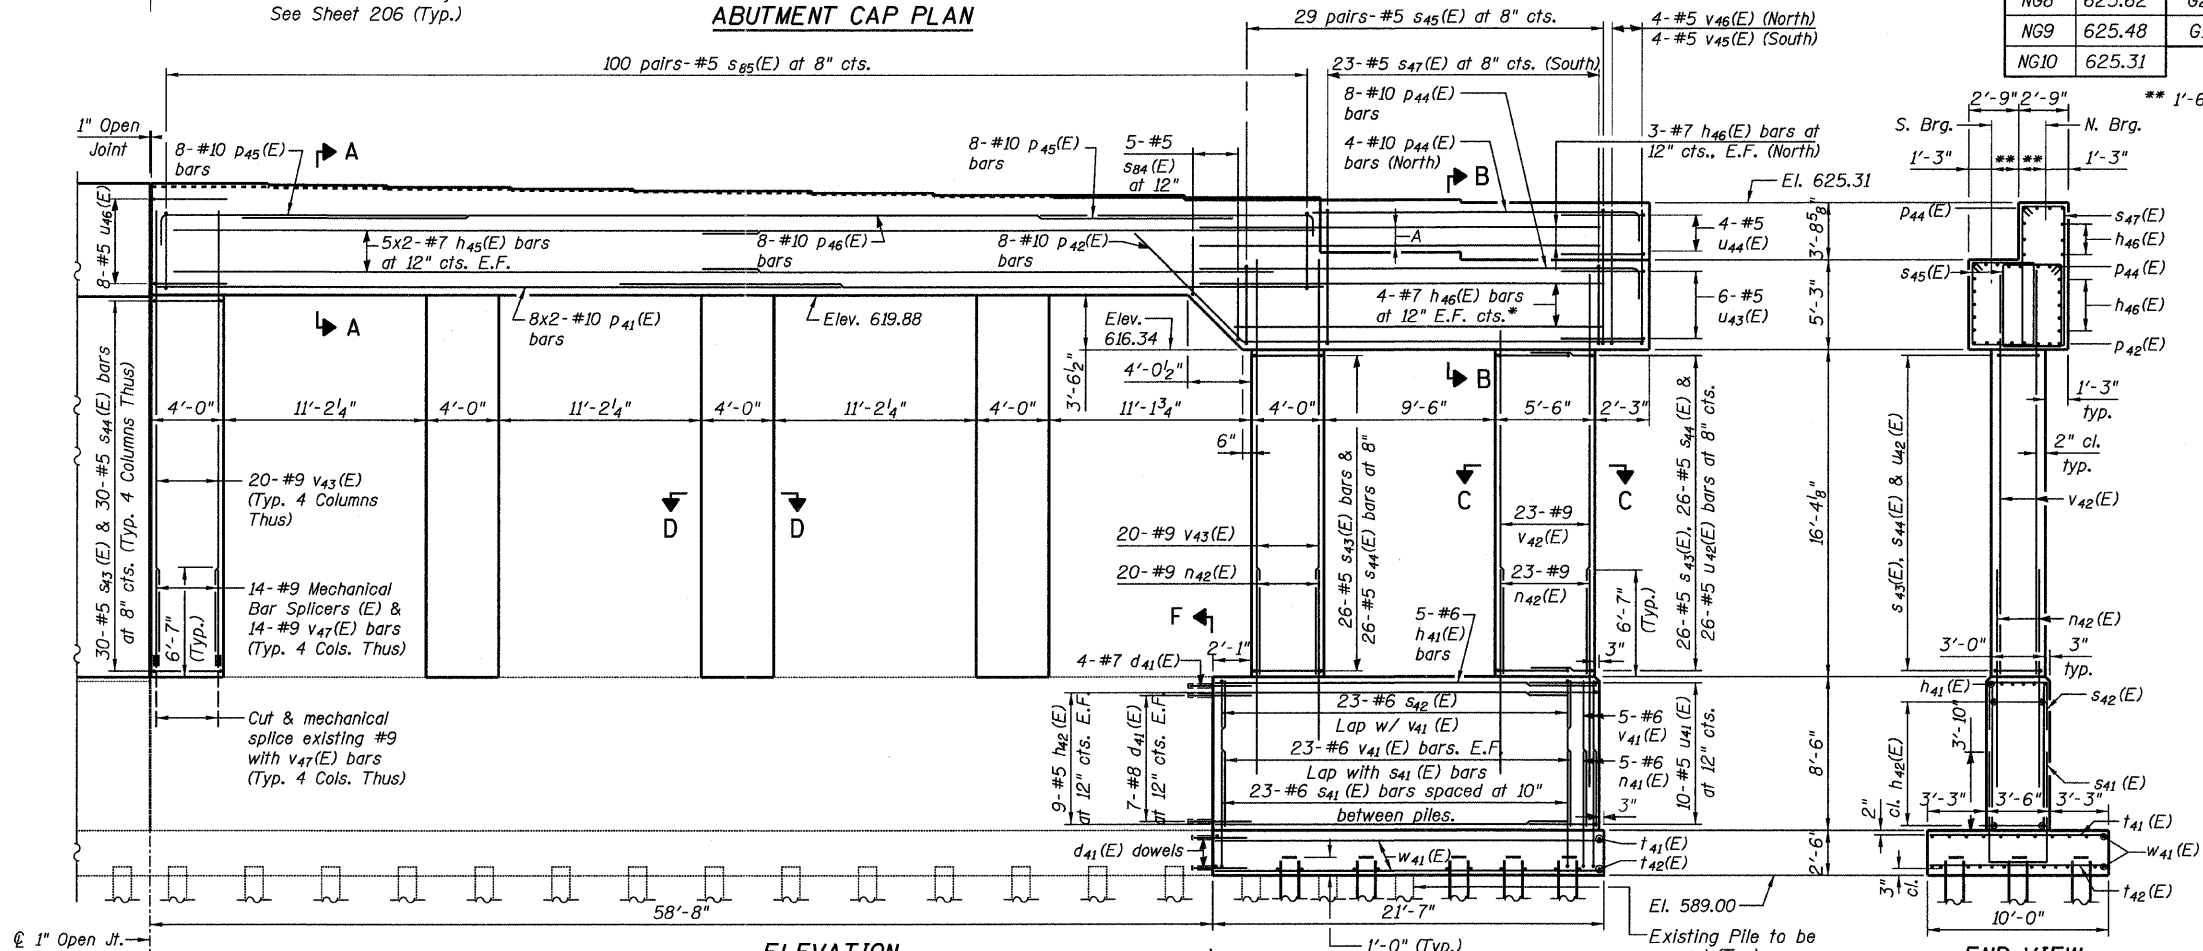 See Sheet 206 (Typ.)
ABUTMENT CAP PLAN
29 pairs-#5 s45(E) at 8" cts.
4-#5 v46(E) (North)
4-#5 v45(E) (South)
NG9 625.48
NG10 625.31
100 pairs-#5 s85(E) at 8" cts.
23-#5 s47(E) at 8" cts. (South)
8-#10 p44(E)
bars
4-#10 p44(E)
bars (North)
3-#7 h46(E) bars at
12" cts., E.F. (North)
2'-9" 2'-9"
** 1'-6
S. Brg. N. Brg.
1'-3" ** ** 1'-3"
1" Open
Joint
8-#10 p45(E)
bars
A
8-#10 p45(E)
bars
5-#5
s84(E)
at 12"
B
El. 625.31
8-#5 u46(E)
5x2-#7 h45(E) bars
at 12" cts. E.F.
8-#10 p46(E)
bars
8-#10 p42(E)
bars
A
4-#5
u44(E)
3'-8 5/8"
p44(E)
s47(E)
h46(E)
s45(E)
p44(E)
A
8x2-#10 p41(E)
bars
Elev. 619.88
Elev.
616.34
4-#7 h46(E) bars
at 12" E.F. cts.*
6-#5
u43(E)
5'-3"
h46(E)
p42(E)
3'-6 1/2"
4'-0 1/2"
B
1'-3"
typ.
4'-0" 11'-2 1/4" 4'-0" 11'-2 1/4" 4'-0" 11'-2 1/4" 4'-0" 11'-1 3/4" 4'-0" 9'-6" 5'-6" 2'-3"
6"
2" cl.
typ.
30-#5 s43(E) & 30-#5 s44(E) bars
at 8" cts. (Typ. 4 Columns Thus)
20-#9 v43(E)
(Typ. 4 Columns
Thus)
D D
C C
26-#5 s43(E) bars &
26-#5 s44(E) bars at 8"
26-#5 s43(E), 26-#5 s44(E) &
26-#5 u42(E) bars at 8" cts.
16'-4 1/8"
s43(E), s44(E) & u42(E)
v42(E)
20-#9 v43(E)
23-#9
v42(E)
20-#9 n42(E)
23-#9
n42(E)
6'-7"
(Typ.)
14-#9 Mechanical
Bar Splicers (E) &
14-#9 v47(E) bars
(Typ. 4 Cols. Thus)
6'-7"
(Typ.)
F
5-#6
h41(E)
bars
n42(E)
2'-1"
3"
3'-0" 3"
typ.
4-#7 d41(E)
Cut & mechanical
splice existing #9
with v47(E) bars
(Typ. 4 Cols. Thus)
9-#5 h42(E)
at 12" cts. E.F.
7-#8 d41(E)
at 12" cts. E.F.
23-#6 s42(E)
Lap w/ v41(E)
23-#6 v41(E) bars. E.F.
Lap with s41(E) bars
23-#6 s41(E) bars spaced at 10"
between piles.
5-#6
v41(E)
5-#6
n41(E)
3"
10-#5 u41(E)
at 12" cts.
8'-6"
h41(E)
s42(E)
3'-10"
cl. h42(E)
s41(E)
3'-3" 3'-6" 3'-3"
2"
d41(E) dowels
w41(E)
t41(E)
t42(E)
2'-6"
t41(E)
w41(E)
t42(E)
3"
cl.
58'-8"
21'-7"
El. 589.00
10'-0"
℄ 1" Open Jt.
1'-0" (Typ.)
Existing Pile to be
ELEVATION
END VIEW